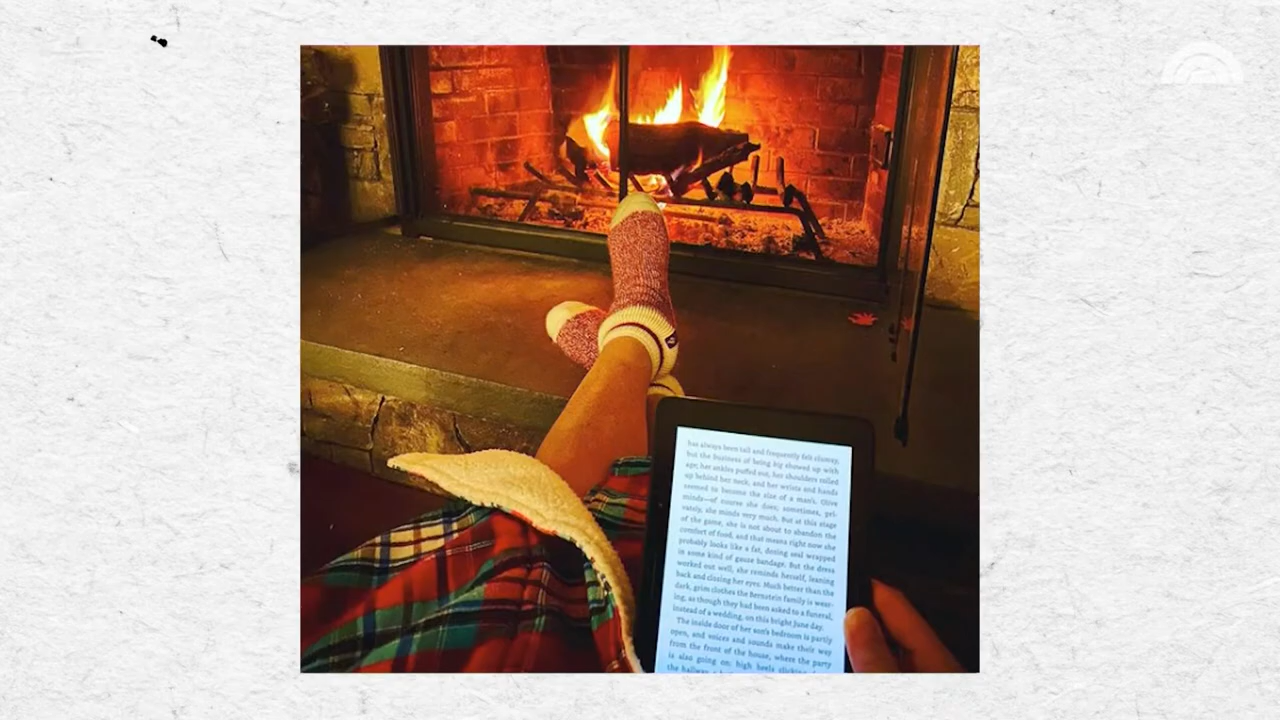 has always been tall and frequently felt clumsy,
but the business of being big showed up with
age; her ankles puffed out, her shoulders rolled
up behind her neck, and her wrists and hands
seemed to become the size of a man's. Olive
minds—of course she does; sometimes, pri-
vately, she minds very much. But at this stage
of the game, she is not about to abandon the
comfort of food, and that means right now she
probably looks like a fat, dozing seal wrapped
in some kind of gauze bandage. But the dress
worked out well, she reminds herself, leaning
back and closing her eyes. Much better than the
dark, grim clothes the Bernstein family is wear-
ing, as though they had been asked to a funeral,
instead of a wedding, on this bright June day.
The inside door of her son's bedroom is partly
open, and voices and sounds make their way
from the front of the house, where the party
is also going on: high heels clicking
the hallway